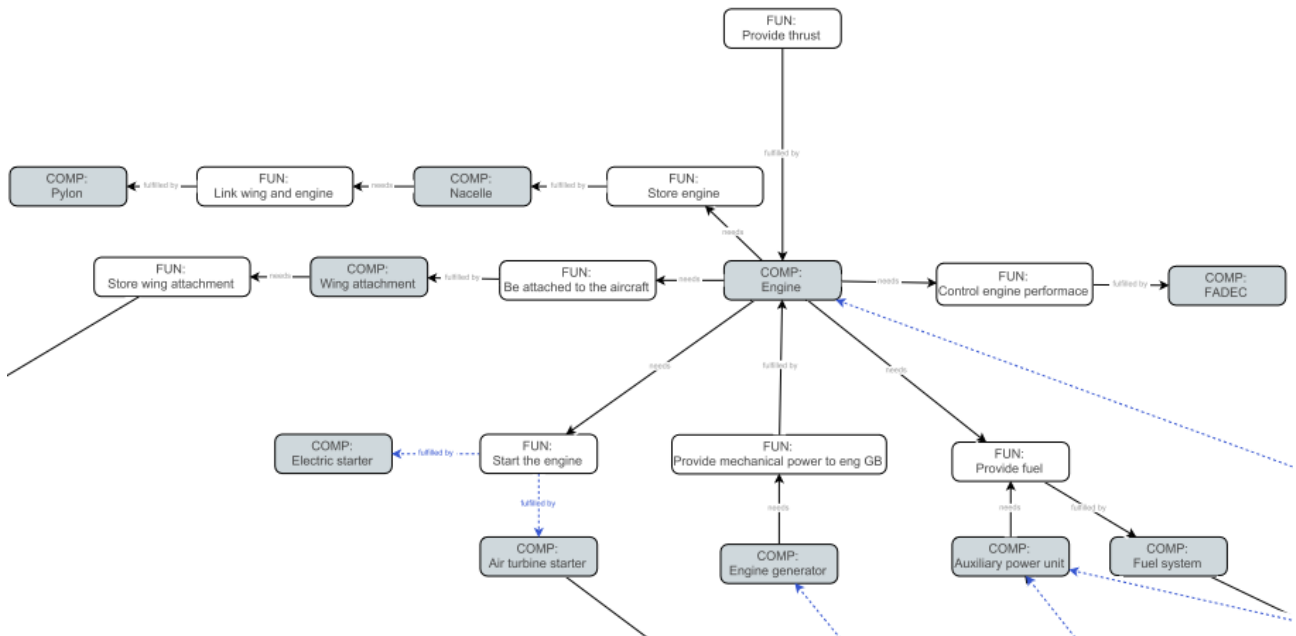 FUN:
Provide thrust
fulfilled by
COMP:
Pylon
fulfilled by
FUN:
Link wing and engine
needs
COMP:
Nacelle
fulfilled by
FUN:
Store engine
needs
FUN:
Store wing attachment
needs
COMP:
Wing attachment
fulfilled by
FUN:
Be attached to the aircraft
needs
COMP:
Engine
needs
FUN:
Control engine performace
fulfilled by
COMP:
FADEC
needs
fulfilled by
needs
COMP:
Electric starter
fulfilled by
FUN:
Start the engine
FUN:
Provide mechanical power to eng GB
FUN:
Provide fuel
fulfilled by
needs
needs
fulfilled by
COMP:
Air turbine starter
COMP:
Engine generator
COMP:
Auxiliary power unit
COMP:
Fuel system